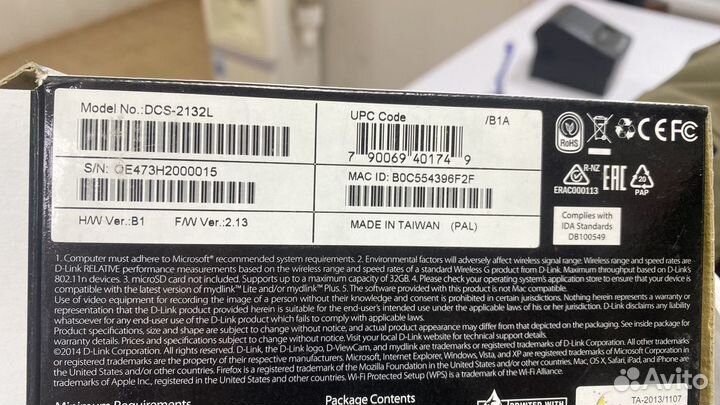 Model No.:DCS-2132L
UPC Code /B1A
7 90069 40174 9
S/N: QE473H2000015
MAC ID: B0C554396F2F
H/W Ver.:B1 F/W Ver.: 2.13
MADE IN TAIWAN (PAL)
RoHS
CE FC
R-NZ
ERAC000113
EAC
20
PAP
Complies with
IDA Standards
DB100549
1. Computer must adhere to Microsoft® recommended system requirements. 2. Environmental factors will adversely affect wireless signal range. Wireless range and speed rates of
D-Link RELATIVE performance measurements based on the wireless range and speed rates of a standard Wireless G product from D-Link. Maximum throughput based on D-Link's
802.11n devices. 3. microSD card not included. Supports up to a maximum capacity of 32GB. 4. Please check your operating systems application store to ensure your device is
compatible with the latest version of mydlink™ Lite and/or mydlink™ Plus. 5. The software provided with this product is not compatible with Mac.
Use of video equipment for recording the image of a person without their knowledge and consent is prohibited in certain jurisdictions. Nothing herein represents a warranty or
representation that the D-Link product provided herein is suitable for the end-user's intended use under the applicable laws of his or her jurisdiction. D-Link disclaims any liability
whatsoever for any end-user use of the D-Link product which fails to comply with applicable laws.
Product specifications, size and shape are subject to change without notice, and actual product appearance may differ from that depicted on the packaging. See inside package for
warranty details. Prices and specifications subject to change without notice. Visit your local D-Link website for technical support details.
©2014 D-Link Corporation. All rights reserved. D-Link, the D-Link logo, D-ViewCam, and mydlink are trademarks or registered trademarks of D-Link Corporation
or registered trademarks are the property of their respective manufacturers. Microsoft, Internet Explorer, Windows, Vista, and XP are registered trademarks of Microsoft Corporation in
the United States and other countries. Firefox is a registered trademark of the Mozilla Foundation in the United States and other countries. Mac, OS X, Safari, iPad, and iPhone are
trademarks of Apple Inc., registered in the United States and other countries. Wi-Fi Protected Setup (WPS) is a trademark of the Wi-Fi Alliance.
Minimum Requirements
Package Contents
PRINTED WITH
TA-2013/1107
Avito